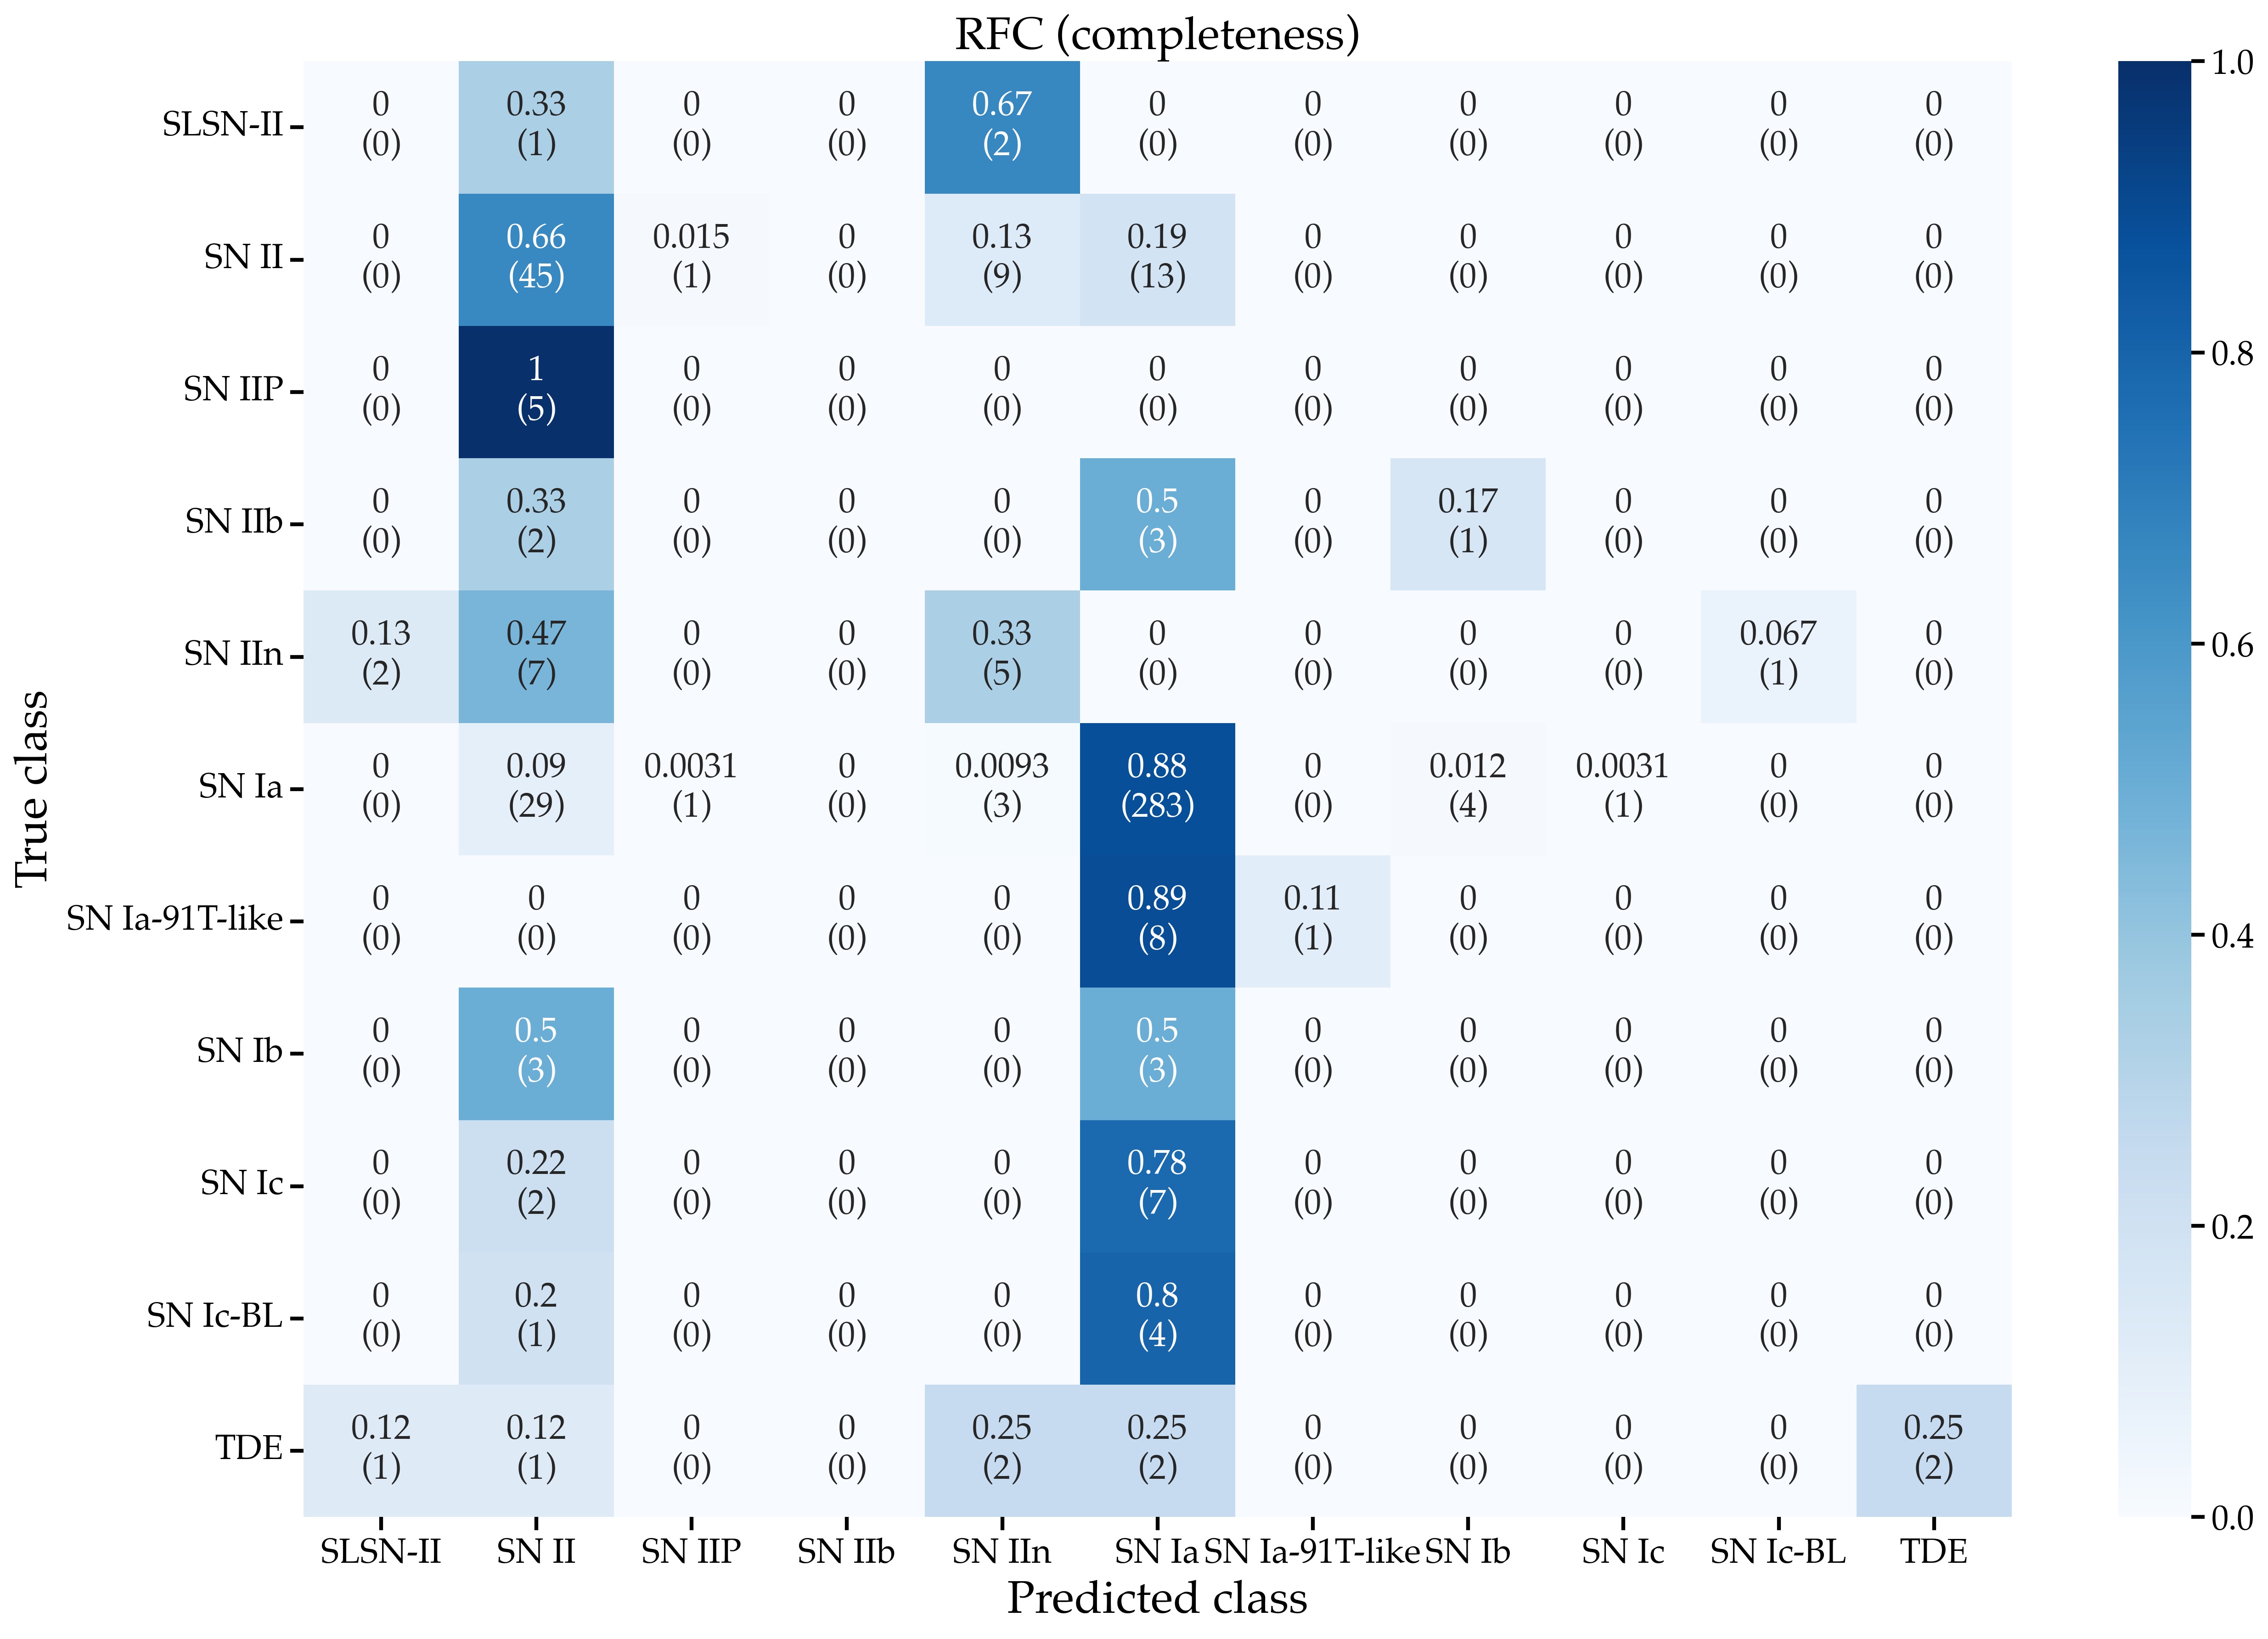 RFC (completeness)
1.0
SLSN-II 0 0.33 0 0 0.67 0 0 0 0 0 0
(0) (1) (0) (0) (2) (0) (0) (0) (0) (0) (0)
SN II 0 0.66 0.015 0 0.13 0.19 0 0 0 0 0
(0) (45) (1) (0) (9) (13) (0) (0) (0) (0) (0)
0.8
SN IIP 0 1 0 0 0 0 0 0 0 0 0
(0) (5) (0) (0) (0) (0) (0) (0) (0) (0) (0)
SN IIb 0 0.33 0 0 0 0.5 0 0.17 0 0 0
(0) (2) (0) (0) (0) (3) (0) (1) (0) (0) (0)
0.6
SN IIn 0.13 0.47 0 0 0.33 0 0 0 0 0.067 0
(2) (7) (0) (0) (5) (0) (0) (0) (0) (1) (0)
True class
SN Ia 0 0.09 0.0031 0 0.0093 0.88 0 0.012 0.0031 0 0
(0) (29) (1) (0) (3) (283) (0) (4) (1) (0) (0)
SN Ia-91T-like 0 0 0 0 0 0.89 0.11 0 0 0 0
(0) (0) (0) (0) (0) (8) (1) (0) (0) (0) (0)
0.4
SN Ib 0 0.5 0 0 0 0.5 0 0 0 0 0
(0) (3) (0) (0) (0) (3) (0) (0) (0) (0) (0)
SN Ic 0 0.22 0 0 0 0.78 0 0 0 0 0
(0) (2) (0) (0) (0) (7) (0) (0) (0) (0) (0)
0.2
SN Ic-BL 0 0.2 0 0 0 0.8 0 0 0 0 0
(0) (1) (0) (0) (0) (4) (0) (0) (0) (0) (0)
TDE 0.12 0.12 0 0 0.25 0.25 0 0 0 0 0.25
(1) (1) (0) (0) (2) (2) (0) (0) (0) (0) (2)
0.0
SLSN-II SN II SN IIP SN IIb SN IIn SN Ia SN Ia-91T-like SN Ib SN Ic SN Ic-BL TDE
Predicted class